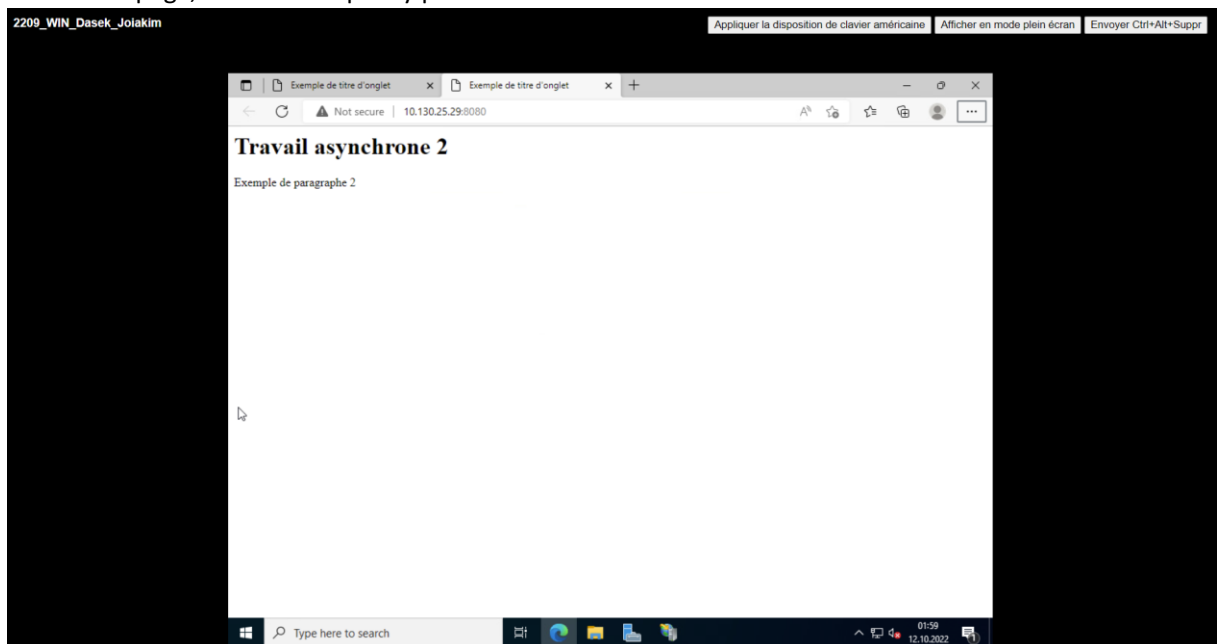 2209_WIN_Dasek_Joiakim
Appliquer la disposition de clavier américaine Afficher en mode plein écran Envoyer Ctrl+Alt+Suppr
Exemple de titre d'onglet Exemple de titre d'onglet
Not secure 10.130.25.29:8080
Travail asynchrone 2
Exemple de paragraphe 2
Type here to search
01:59
12.10.2022